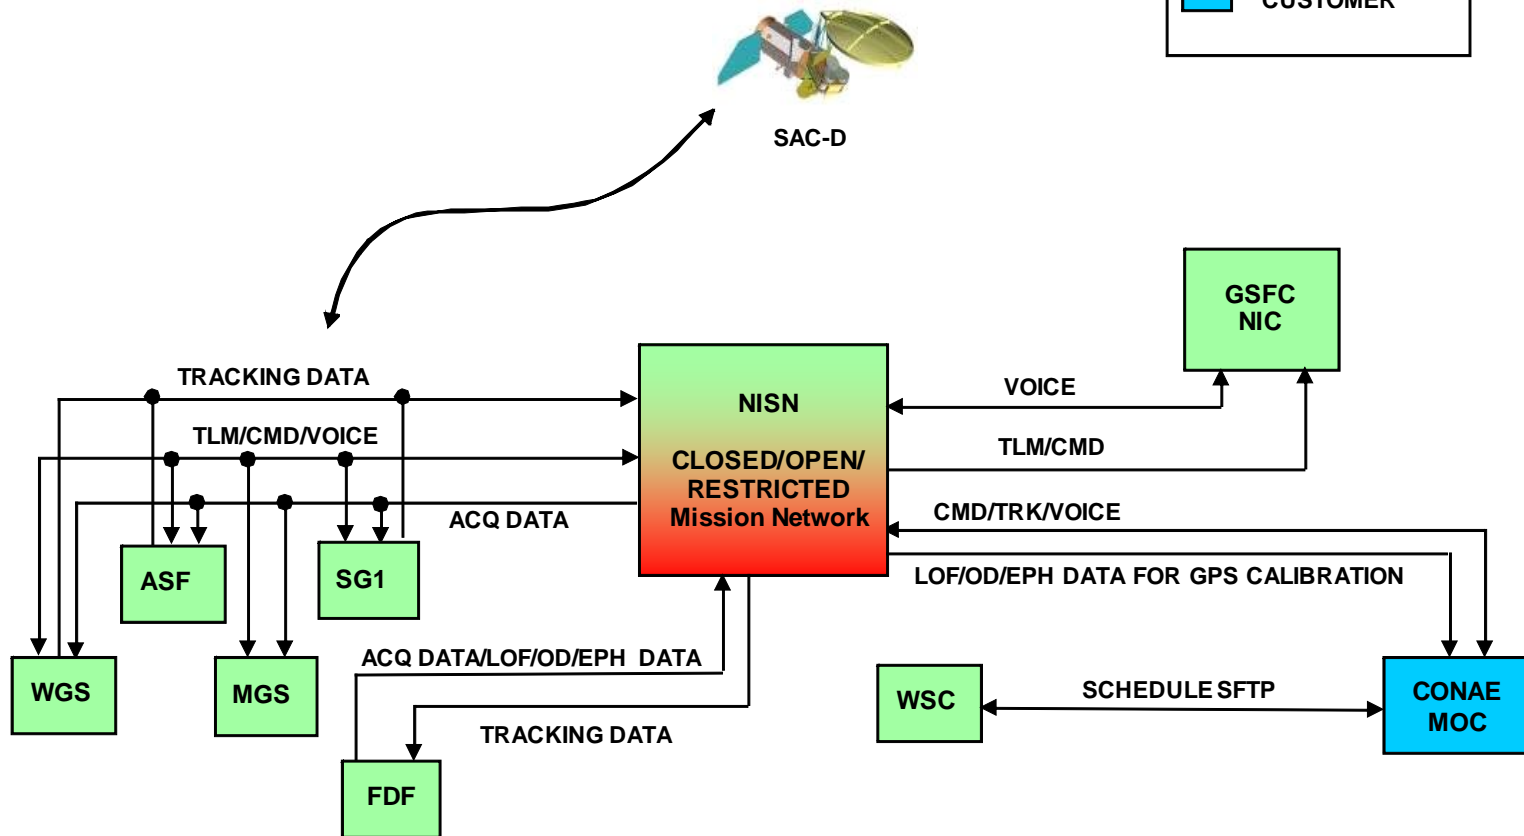 CUSTOMER
SAC-D
GSFC
NIC
TRACKING DATA
VOICE
NISN
TLM/CMD/VOICE
TLM/CMD
CLOSED/OPEN/
RESTRICTED
Mission Network
ACQ DATA
CMD/TRK/VOICE
ASF
SG1
LOF/OD/EPH DATA FOR GPS CALIBRATION
ACQ DATA/LOF/OD/EPH DATA
WGS
MGS
WSC
SCHEDULE SFTP
CONAE
MOC
TRACKING DATA
FDF